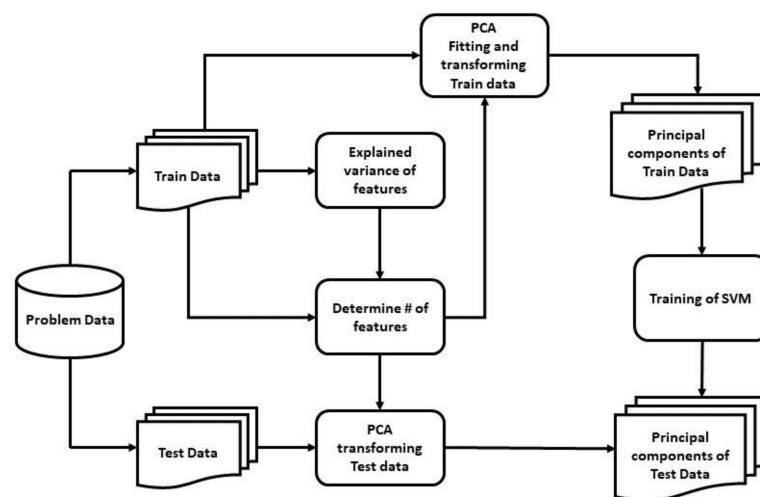 PCA
Fitting and
transforming
Train data
Principal
components of
Train Data
Train Data
Explained
variance of
features
Problem Data
Determine # of
features
Training of SVM
Test Data
PCA
transforming
Test data
Principal
components of
Test Data